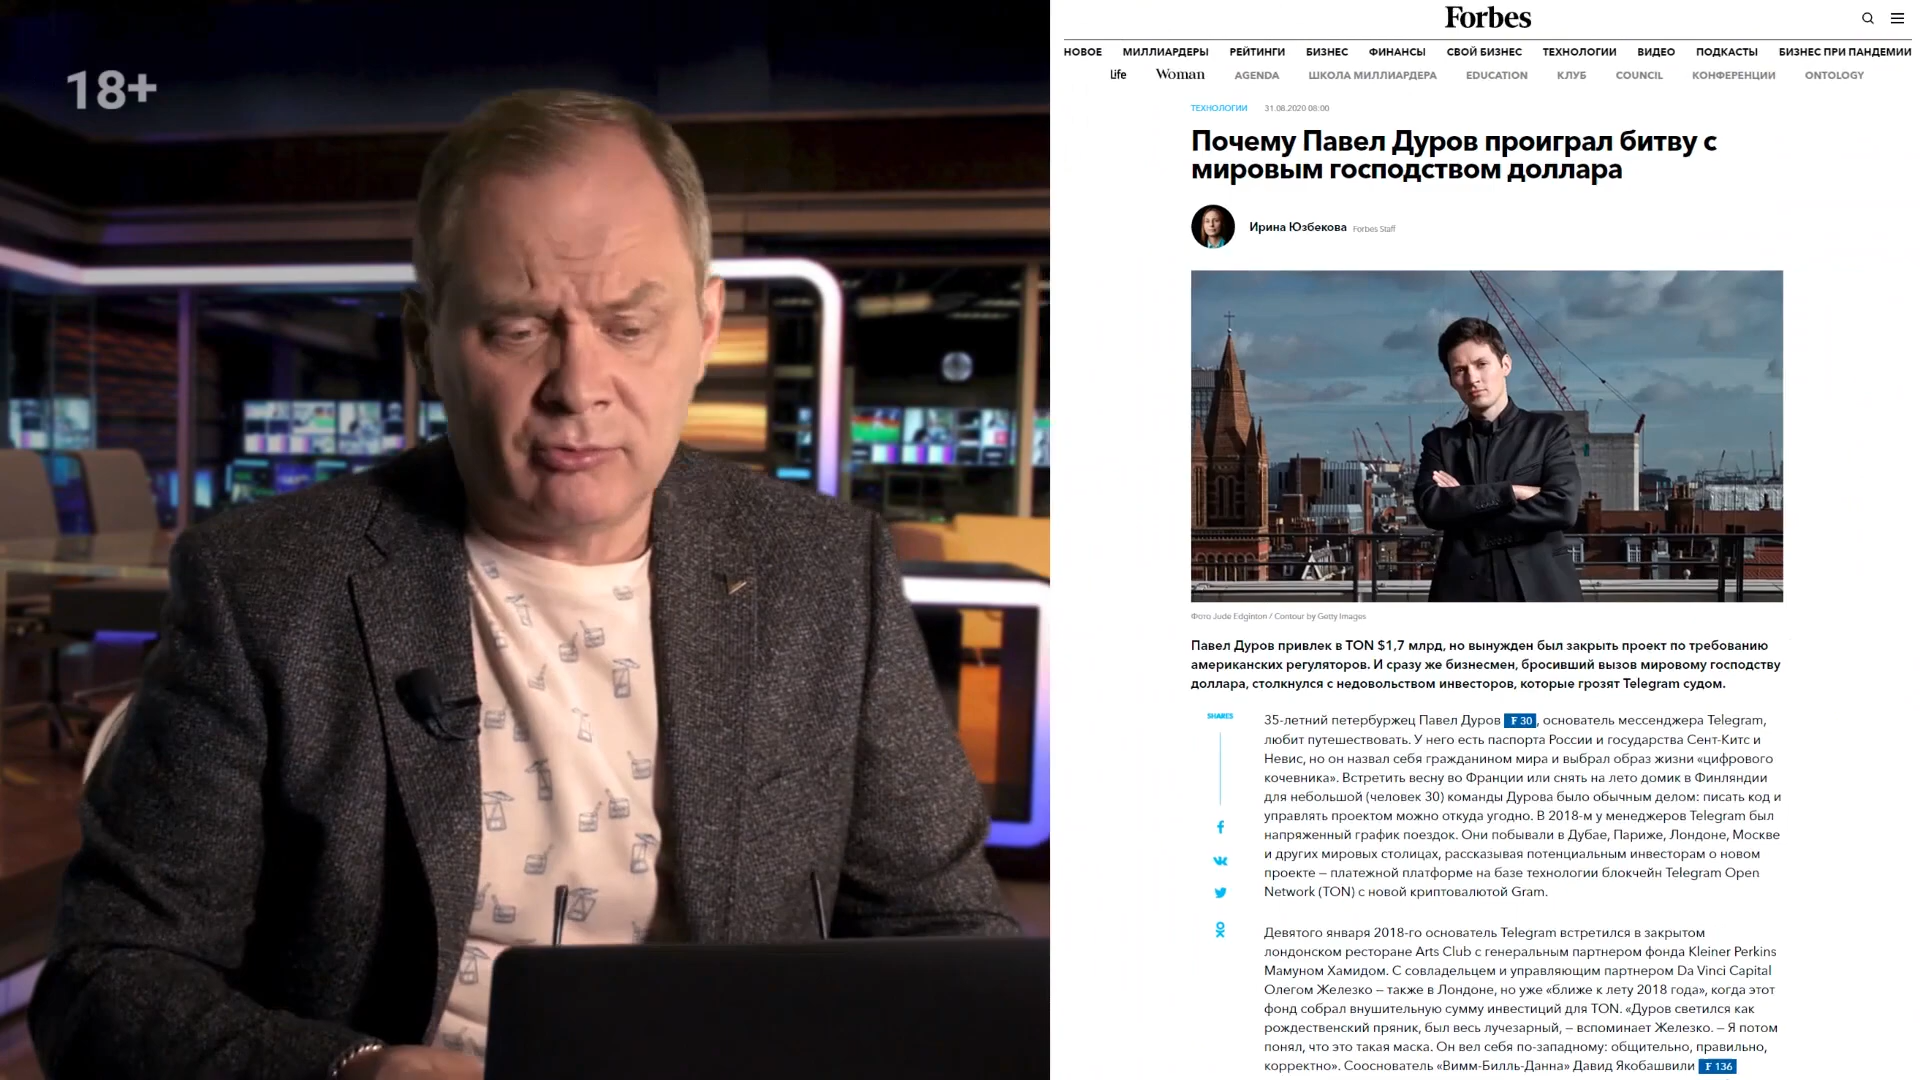 18+
Forbes
НОВОЕ МИЛЛИАРДЕРЫ РЕЙТИНГИ БИЗНЕС ФИНАНСЫ СВОЙ БИЗНЕС ТЕХНОЛОГИИ ВИДЕО ПОДКАСТЫ БИЗНЕС ПРИ ПАНДЕМИИ
life Woman AGENDA ШКОЛА МИЛЛИАРДЕРА EDUCATION КЛУБ COUNCIL КОНФЕРЕНЦИИ ONTOLOGY
ТЕХНОЛОГИИ 31.08.2020 08:00
Почему Павел Дуров проиграл битву с
мировым господством доллара
Ирина Юзбекова Forbes Staff
Фото Jude Edginton / Contour by Getty Images
Павел Дуров привлек в TON $1,7 млрд, но вынужден был закрыть проект по требованию
американских регуляторов. И сразу же бизнесмен, бросивший вызов мировому господству
доллара, столкнулся с недовольством инвесторов, которые грозят Telegram судом.
SHARES
35-летний петербуржец Павел Дуров F 30, основатель мессенджера Telegram,
любит путешествовать. У него есть паспорта России и государства Сент-Китс и
Невис, но он назвал себя гражданином мира и выбрал образ жизни «цифрового
кочевника». Встретить весну во Франции или снять на лето домик в Финляндии
для небольшой (человек 30) команды Дурова было обычным делом: писать код и
управлять проектом можно откуда угодно. В 2018-м у менеджеров Telegram был
напряженный график поездок. Они побывали в Дубае, Париже, Лондоне, Москве
и других мировых столицах, рассказывая потенциальным инвесторам о новом
проекте — платежной платформе на базе технологии блокчейн Telegram Open
Network (TON) с новой криптовалютой Gram.
Девятого января 2018-го основатель Telegram встретился в закрытом
лондонском ресторане Arts Club с генеральным партнером фонда Kleiner Perkins
Мамуном Хамидом. С совладельцем и управляющим партнером Da Vinci Capital
Олегом Железко — также в Лондоне, но уже «ближе к лету 2018 года», когда этот
фонд собрал внушительную сумму инвестиций для TON. «Дуров светился как
рождественский пряник, был весь лучезарный, — вспоминает Железко. — Я потом
понял, что это такая маска. Он вел себя по-западному: общительно, правильно,
корректно». Сооснователь «Вимм-Билль-Данна» Давид Якобашвили F 136